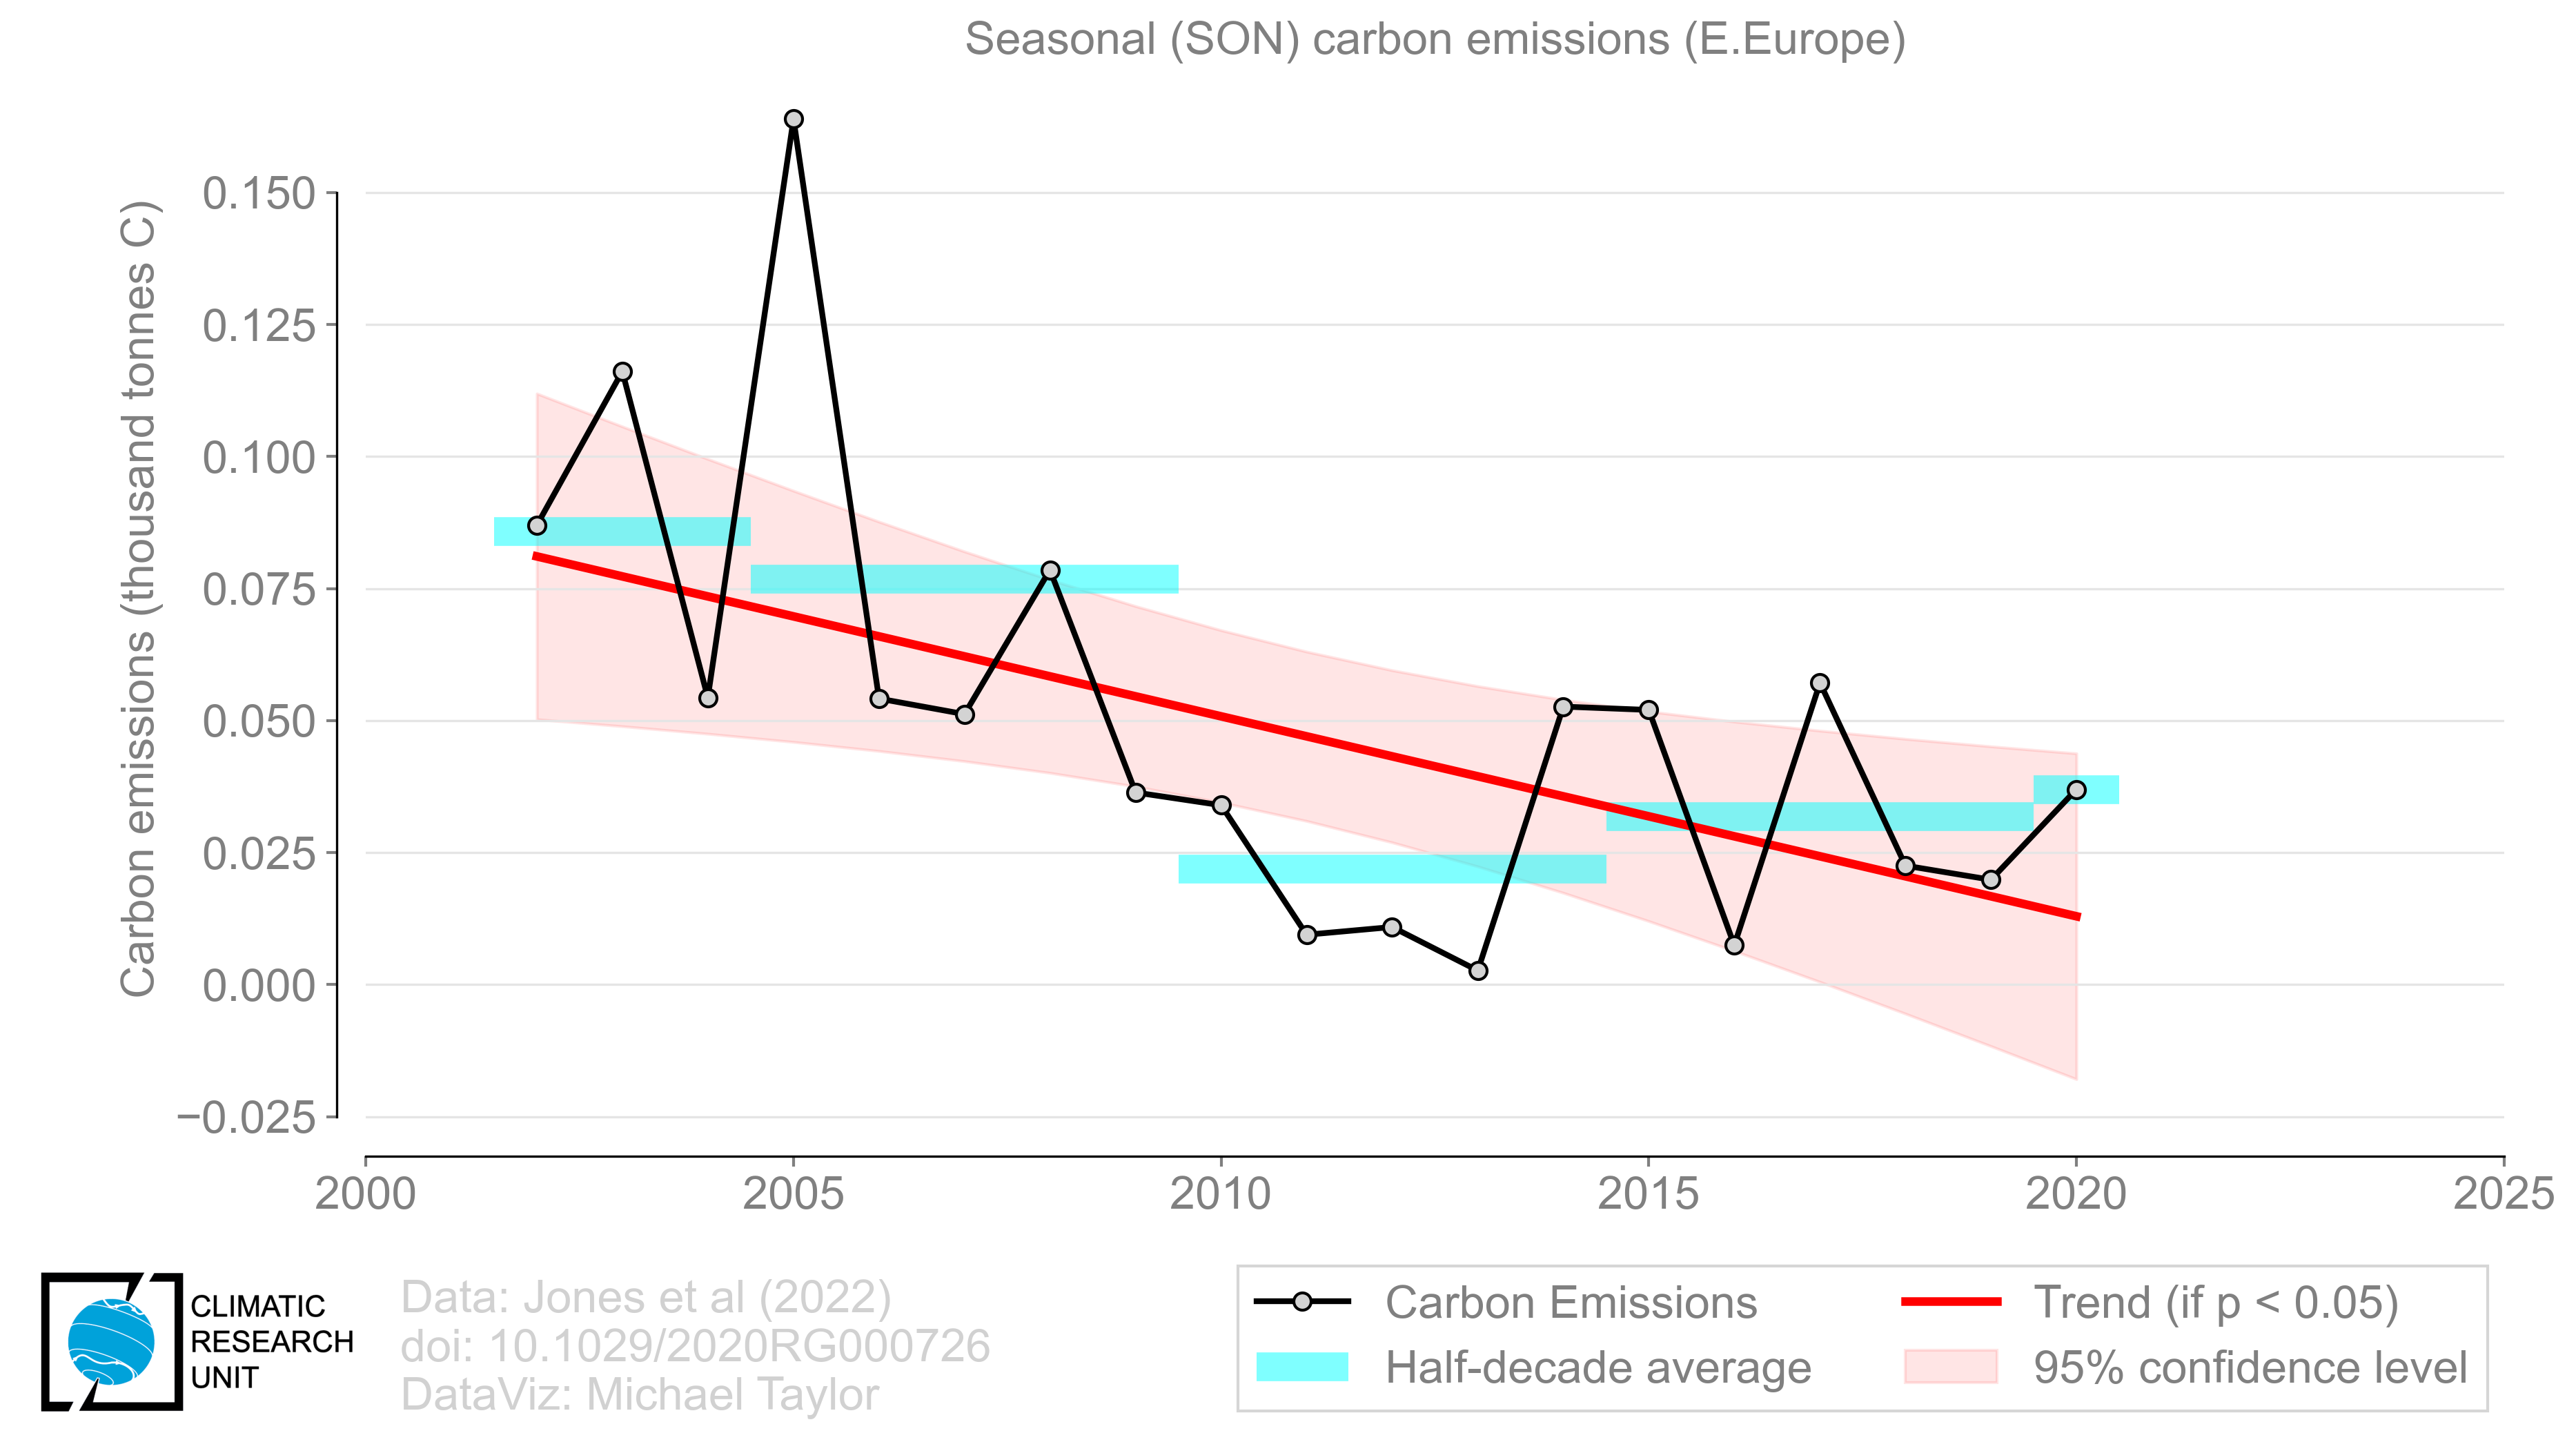 Seasonal (SON) carbon emissions (E.Europe)
Carbon emissions (thousand tonnes C)
0.150
0.125
0.100
0.075
0.050
0.025
0.000
−0.025
2000 2005 2010 2015 2020 2025
CLIMATIC
RESEARCH
UNIT
Data: Jones et al (2022)
doi: 10.1029/2020RG000726
DataViz: Michael Taylor
Carbon Emissions
Half-decade average
Trend (if p < 0.05)
95% confidence level